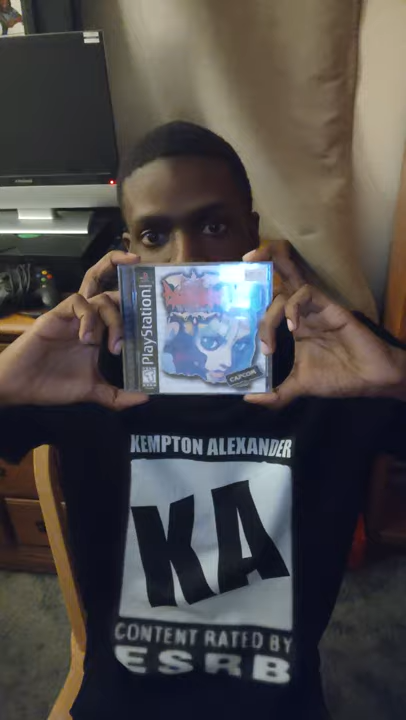 PlayStation
CAPCOM
KEMPTON ALEXANDER
KA
CONTENT RATED BY
ESRB